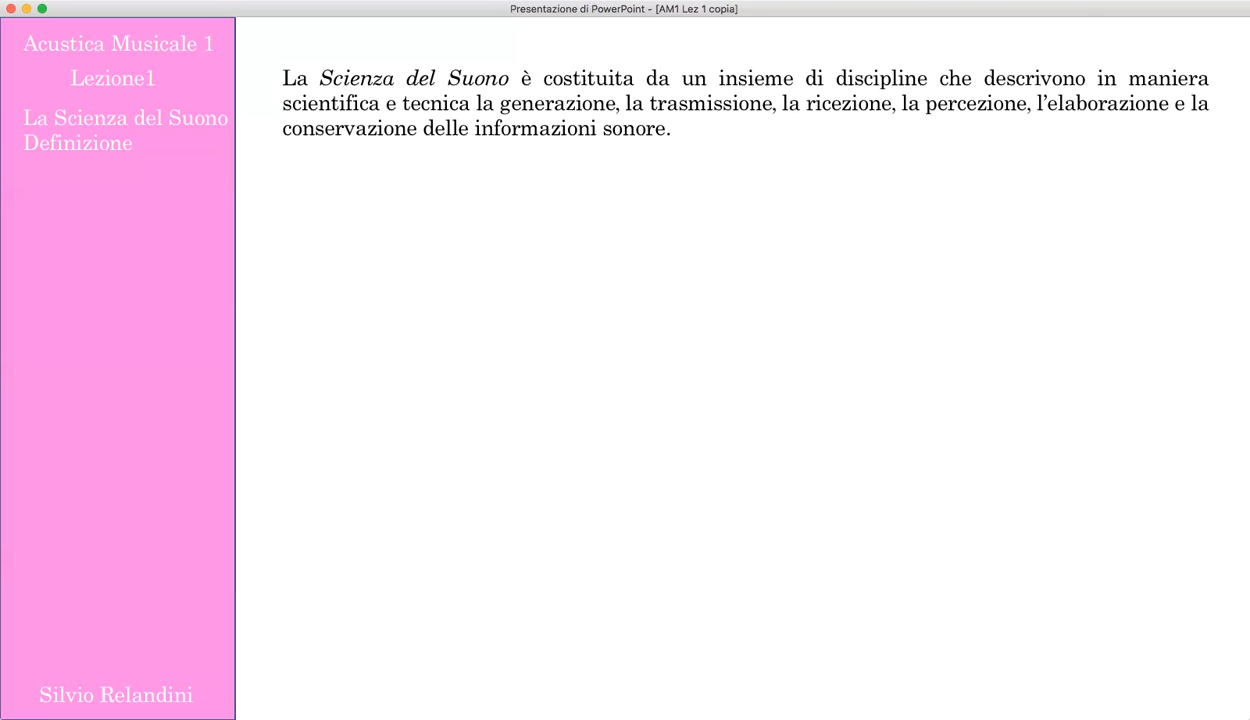 Presentazione di PowerPoint - [AM1 Lez 1 copia]
Acustica Musicale 1
Lezione1
La Scienza del Suono
Definizione
La Scienza del Suono è costituita da un insieme di discipline che descrivono in maniera
scientifica e tecnica la generazione, la trasmissione, la ricezione, la percezione, l’elaborazione e la
conservazione delle informazioni sonore.
Silvio Relandini